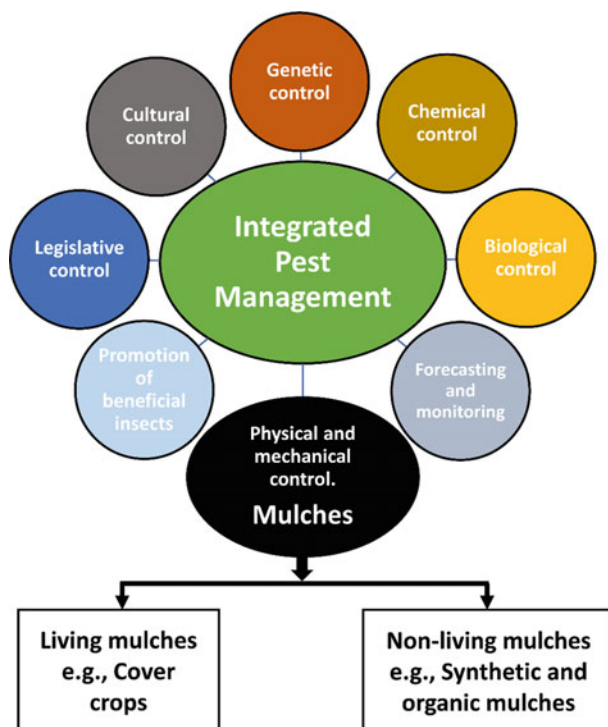 Genetic
control
Cultural
control
Chemical
control
Legislative
control
Integrated
Pest
Management
Biological
control
Promotion
of
beneficial
insects
Forecasting
and
monitoring
Physical and
mechanical
control.
Mulches
Living mulches
e.g., Cover
crops
Non-living mulches
e.g., Synthetic and
organic mulches